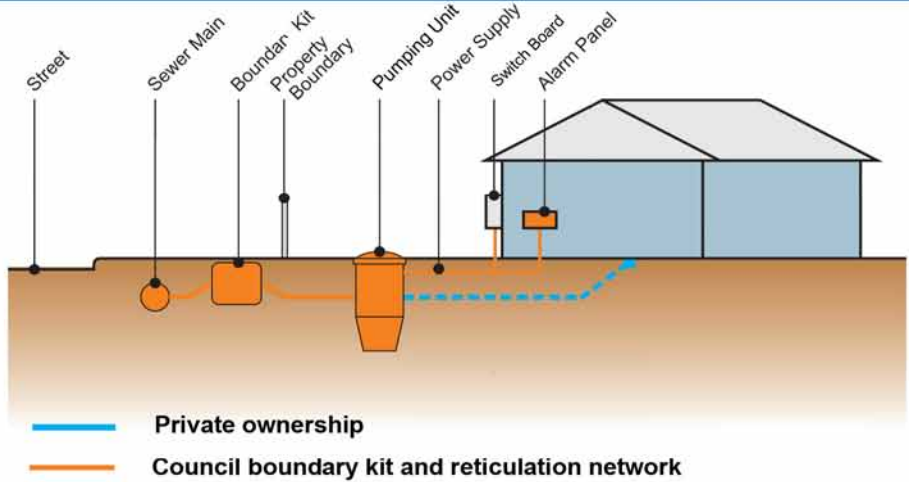 Street
Sewer Main
Boundar Kit
Property
Boundary
Pumping Unit
Power Supply
Switch Board
Alarm Panel
Private ownership
Council boundary kit and reticulation network